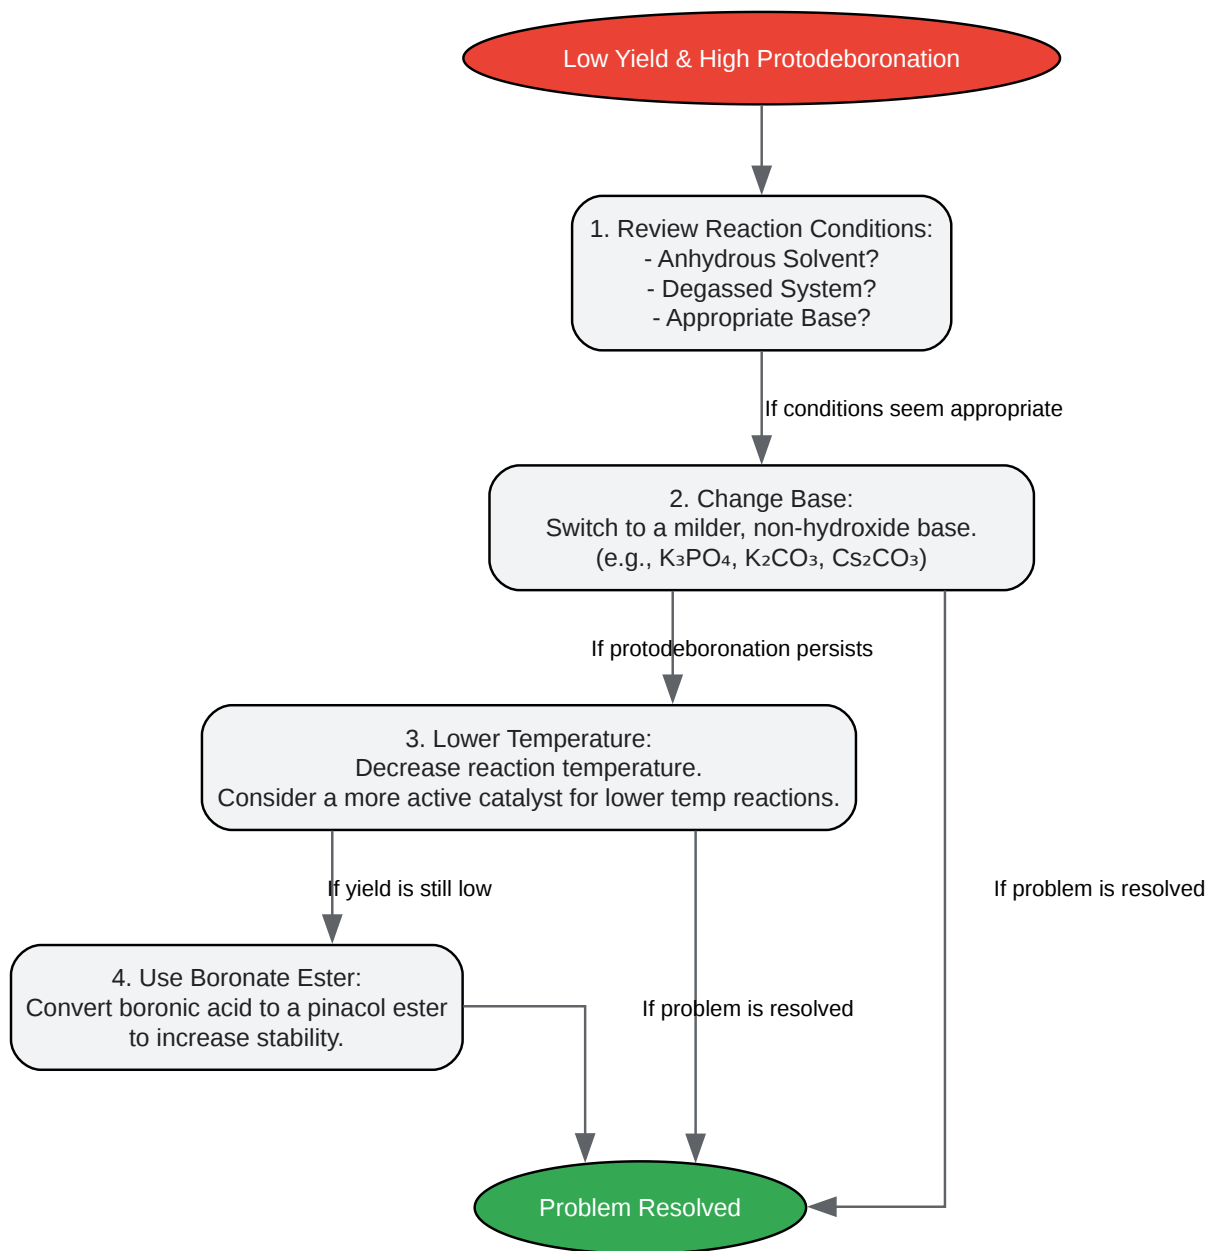 Low Yield & High Protodeboronation
1. Review Reaction Conditions:
- Anhydrous Solvent?
- Degassed System?
- Appropriate Base?
If conditions seem appropriate
2. Change Base:
Switch to a milder, non-hydroxide base.
(e.g., K₃PO₄, K₂CO₃, Cs₂CO₃)
If protodeboronation persists
3. Lower Temperature:
Decrease reaction temperature.
Consider a more active catalyst for lower temp reactions.
If yield is still low
If problem is resolved
4. Use Boronate Ester:
Convert boronic acid to a pinacol ester
to increase stability.
If problem is resolved
Problem Resolved